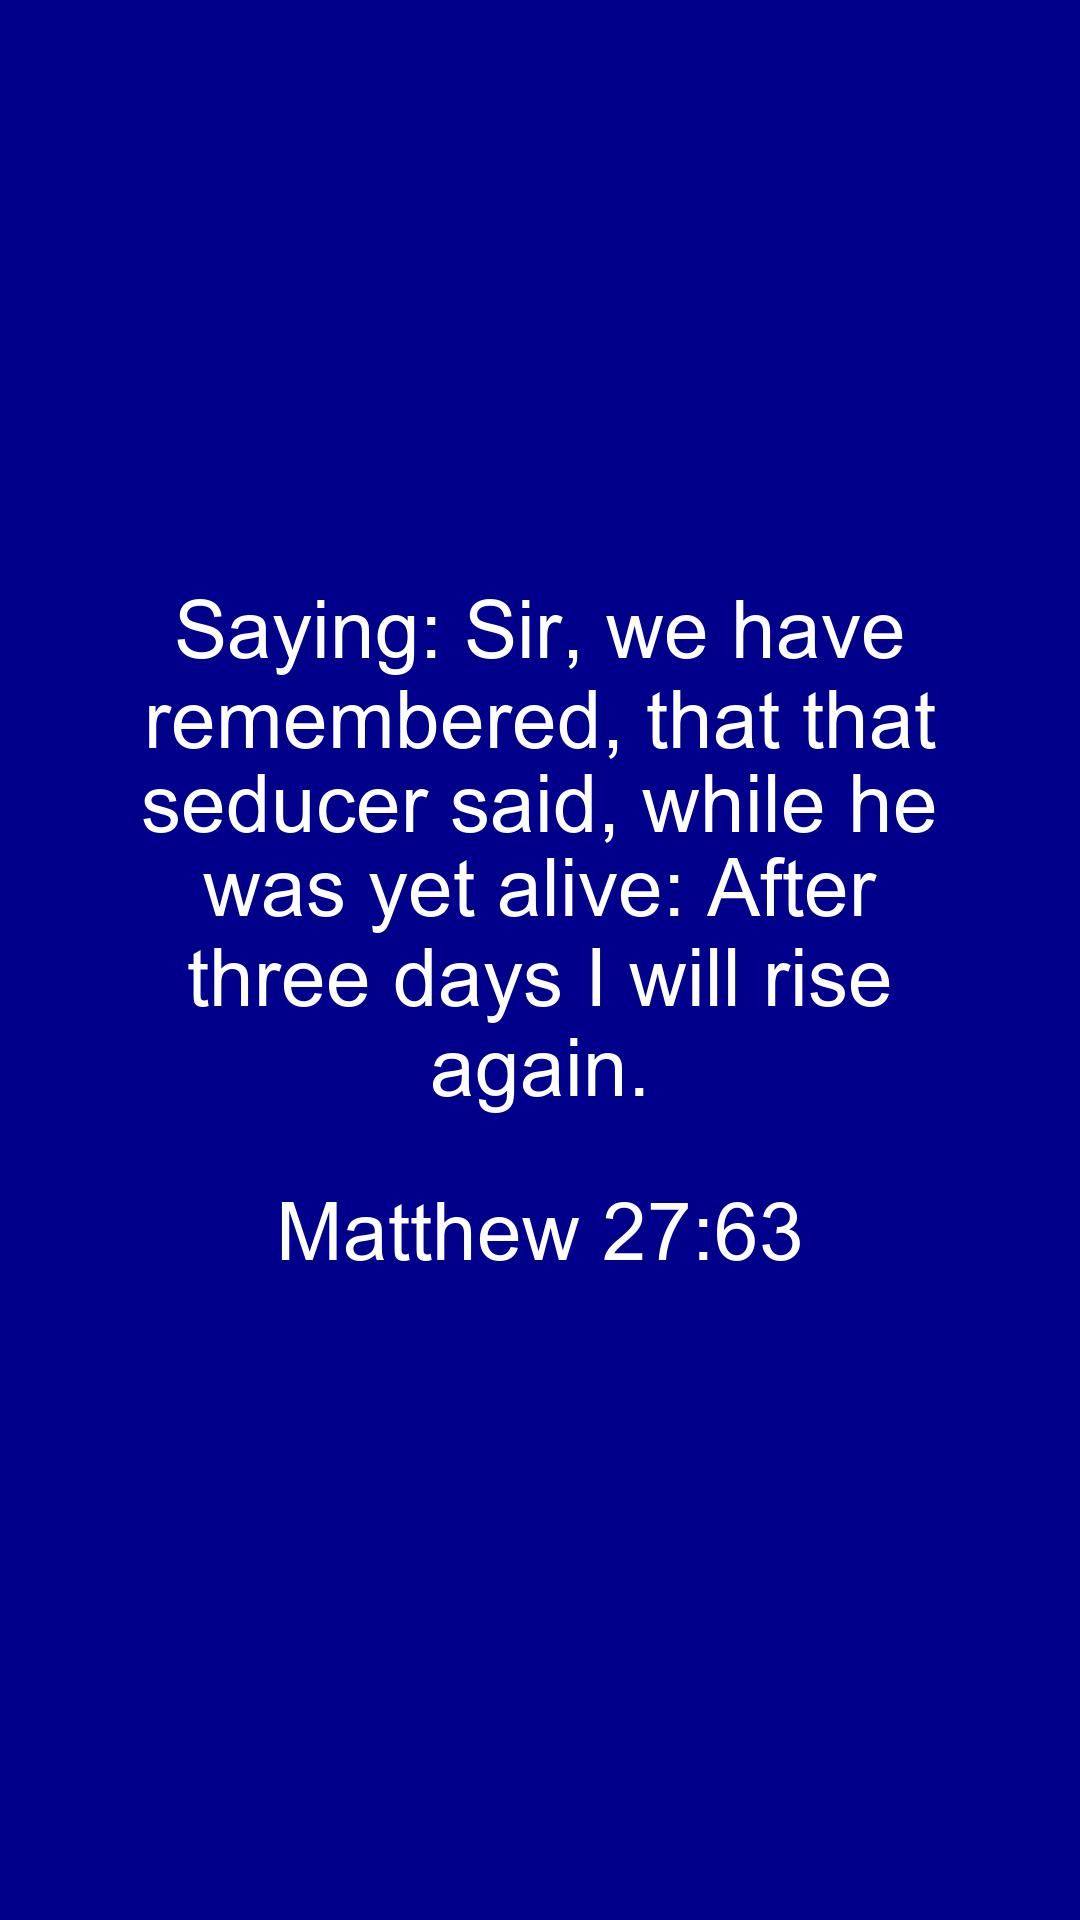 Saying: Sir, we have
remembered, that that
seducer said, while he
was yet alive: After
three days I will rise
again.
Matthew 27:63